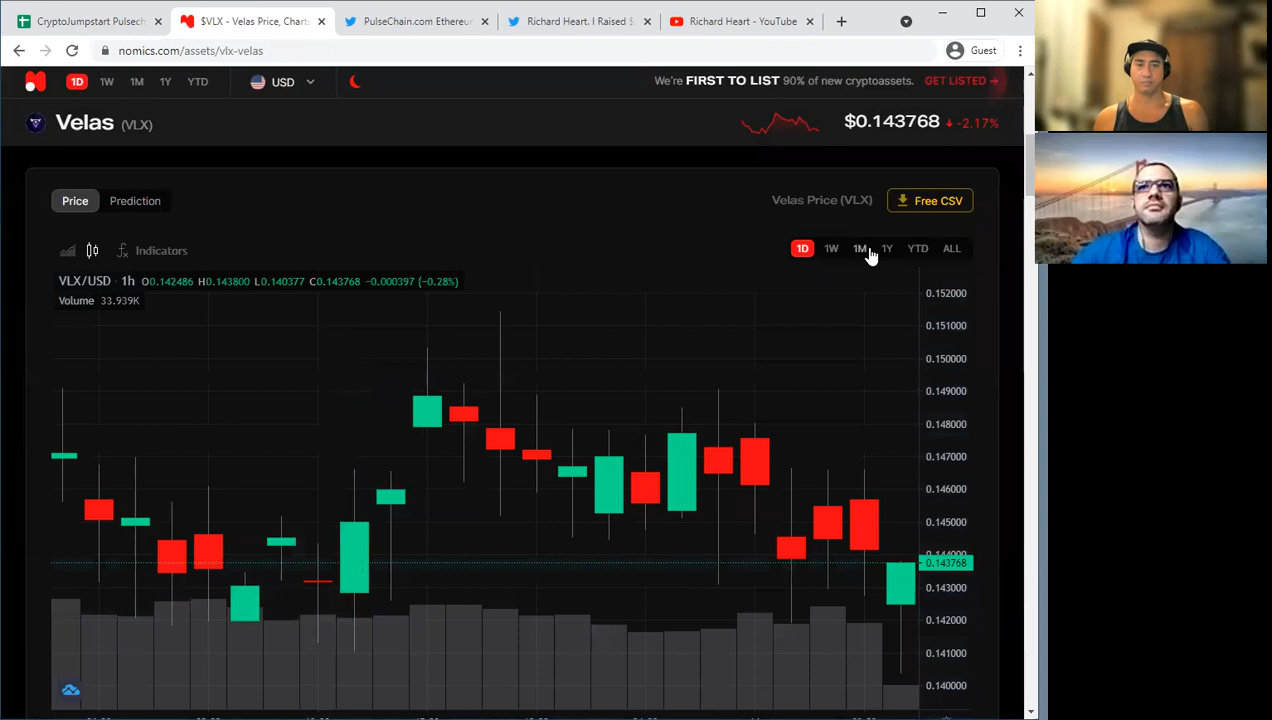 CryptoJumpstart Pulsech
$VLX - Velas Price, Chart
PulseChain.com Ethereur
Richard Heart. I Raised $
Richard Heart - YouTube
nomics.com/assets/vlx-velas
Guest
1D 1W 1M 1Y YTD
USD
We're FIRST TO LIST 90% of new cryptoassets.
GET LISTED →
Velas (VLX)
$0.143768 -2.17%
Price Prediction
Velas Price (VLX)
Free CSV
Indicators
1D 1W 1M 1Y YTD ALL
VLX/USD · 1h O0.142486 H0.143800 L0.140377 C0.143768 -0.000397 (-0.28%)
Volume 33.939K
0.152000
0.151000
0.150000
0.149000
0.148000
0.147000
0.146000
0.145000
0.144000
0.143768
0.143000
0.142000
0.141000
0.140000